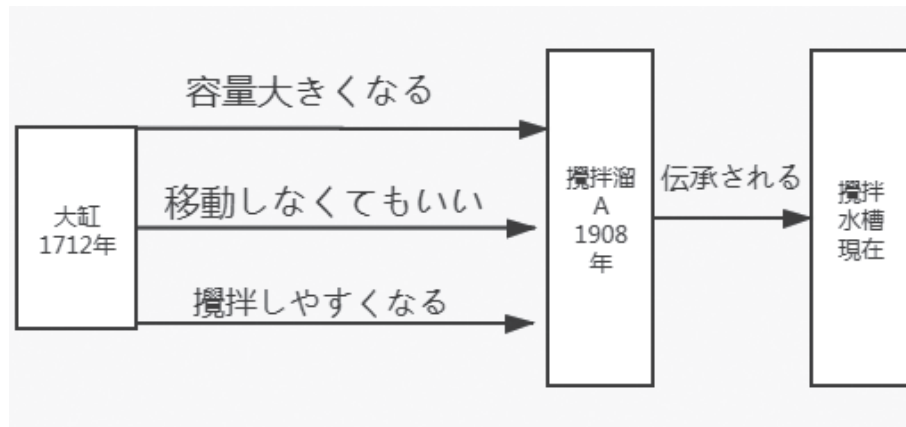 容量大きくなる
移動しなくてもいい
攪拌しやすくなる
大缸
1712年
攪拌溜
A
1908
年
伝承される
攪拌
水槽
現在